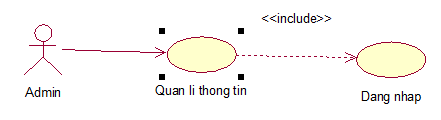 <<include>>
Admin
Quan li thong tin
Dang nhap